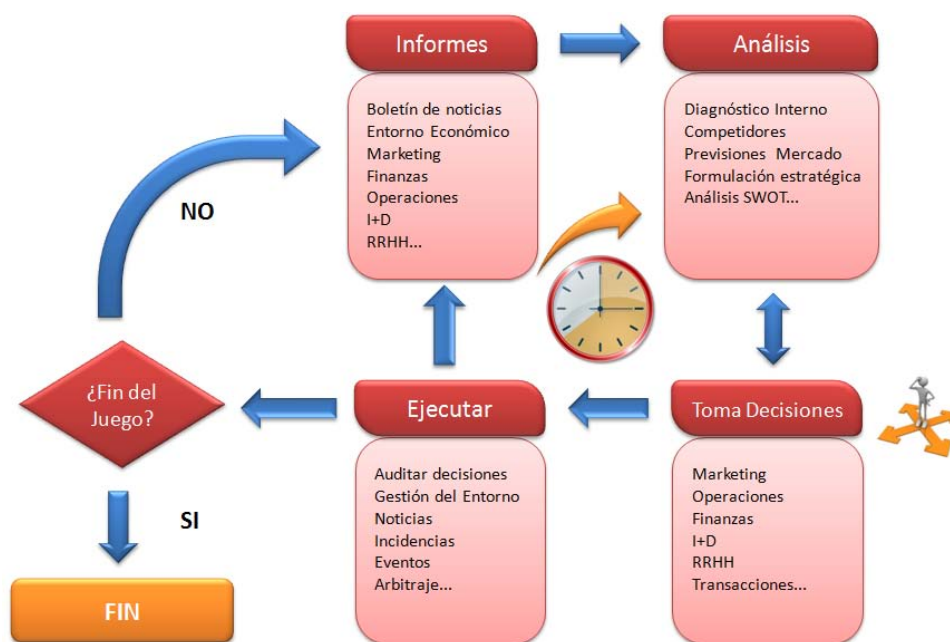 Informes
Boletín de noticias
Entorno Económico
Marketing
Finanzas
Operaciones
I+D
RRHH...
Análisis
Diagnóstico Interno
Competidores
Previsiones Mercado
Formulación estratégica
Análisis SWOT...
NO
¿Fin del
Juego?
Ejecutar
Auditar decisiones
Gestión del Entorno
Noticias
Incidencias
Eventos
Arbitraje...
Toma Decisiones
Marketing
Operaciones
Finanzas
I+D
RRHH
Transacciones...
SI
FIN